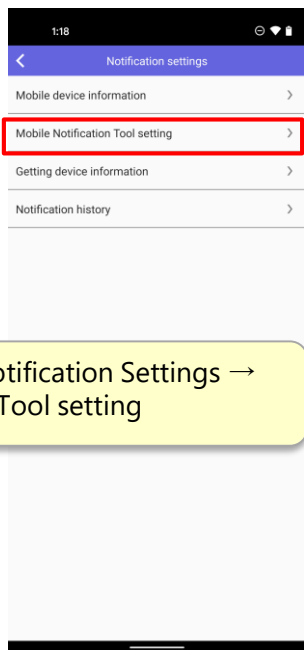 1:18
Notification settings
Mobile device information
Mobile Notification Tool setting
Getting device information
Notification history
Settings →
Tool setting